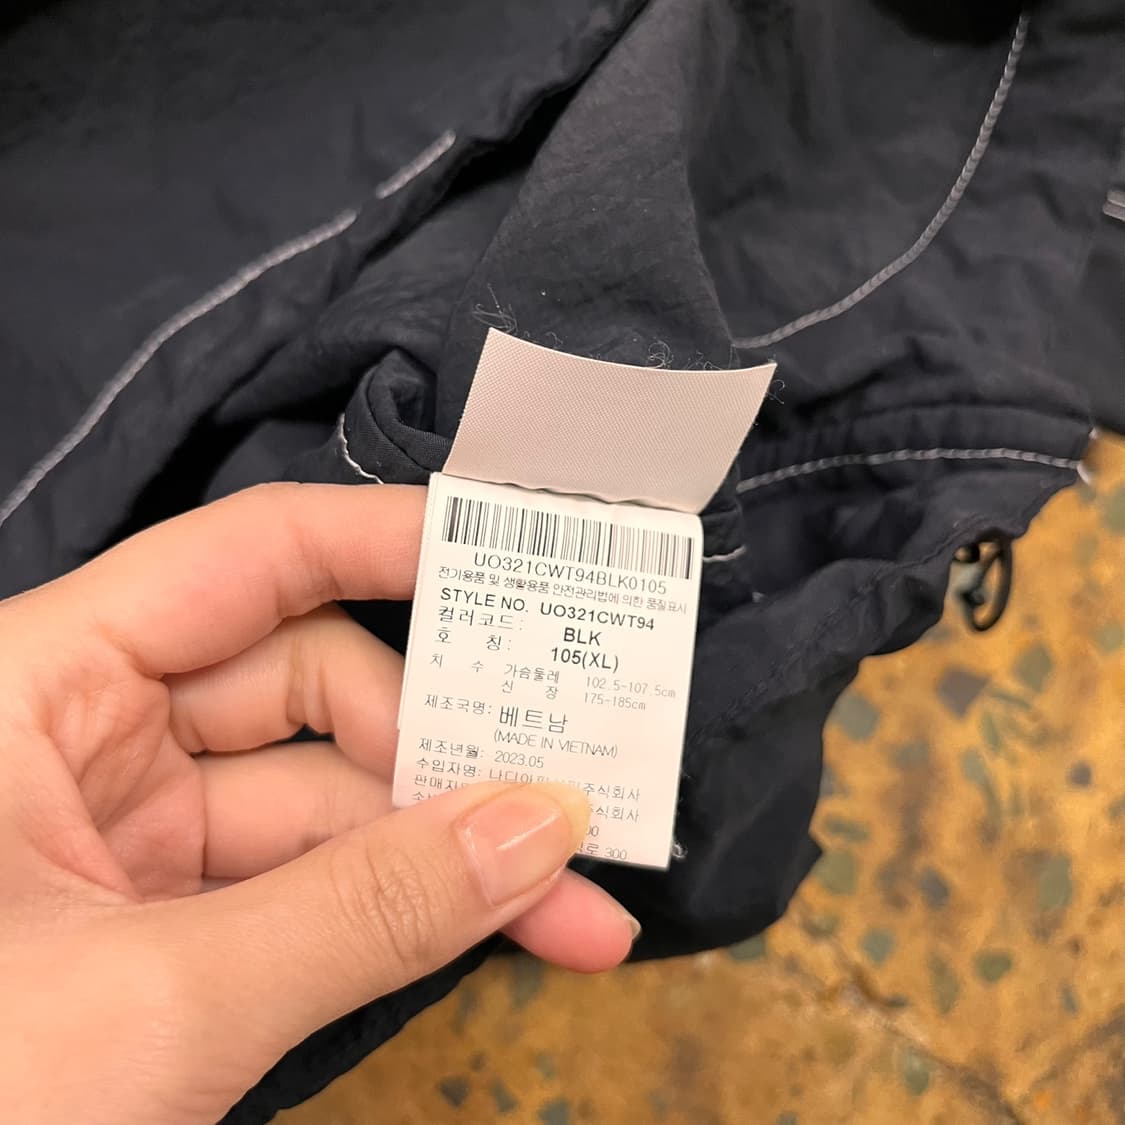 UO321CWT94BLK0105
전기용품 및 생활용품 안전관리법에 의한 품질표시
STYLE NO. UO321CWT94
컬러코드: BLK
호 칭: 105(XL)
치 수 가슴둘레 102.5-107.5cm
신 장 175-185cm
제조국명: 베트남
(MADE IN VIETNAM)
제조년월: 2023.05
수입자명: 주식회사
주식회사
00
로 300